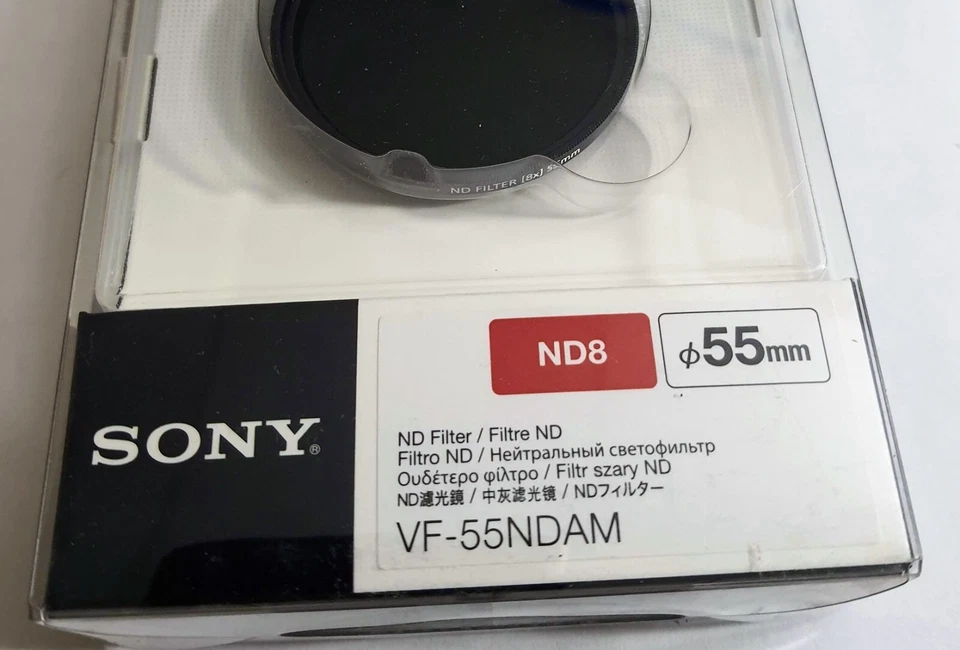 ND FILTER [8x] 55mm
ND8
φ55mm
SONY®
ND Filter / Filtre ND
Filtro ND / Нейтральный светофильтр
Ουδέτερο φίλτρο / Filtr szary ND
ND濾光鏡 / 中灰滤光镜 / NDフィルター
VF-55NDAM